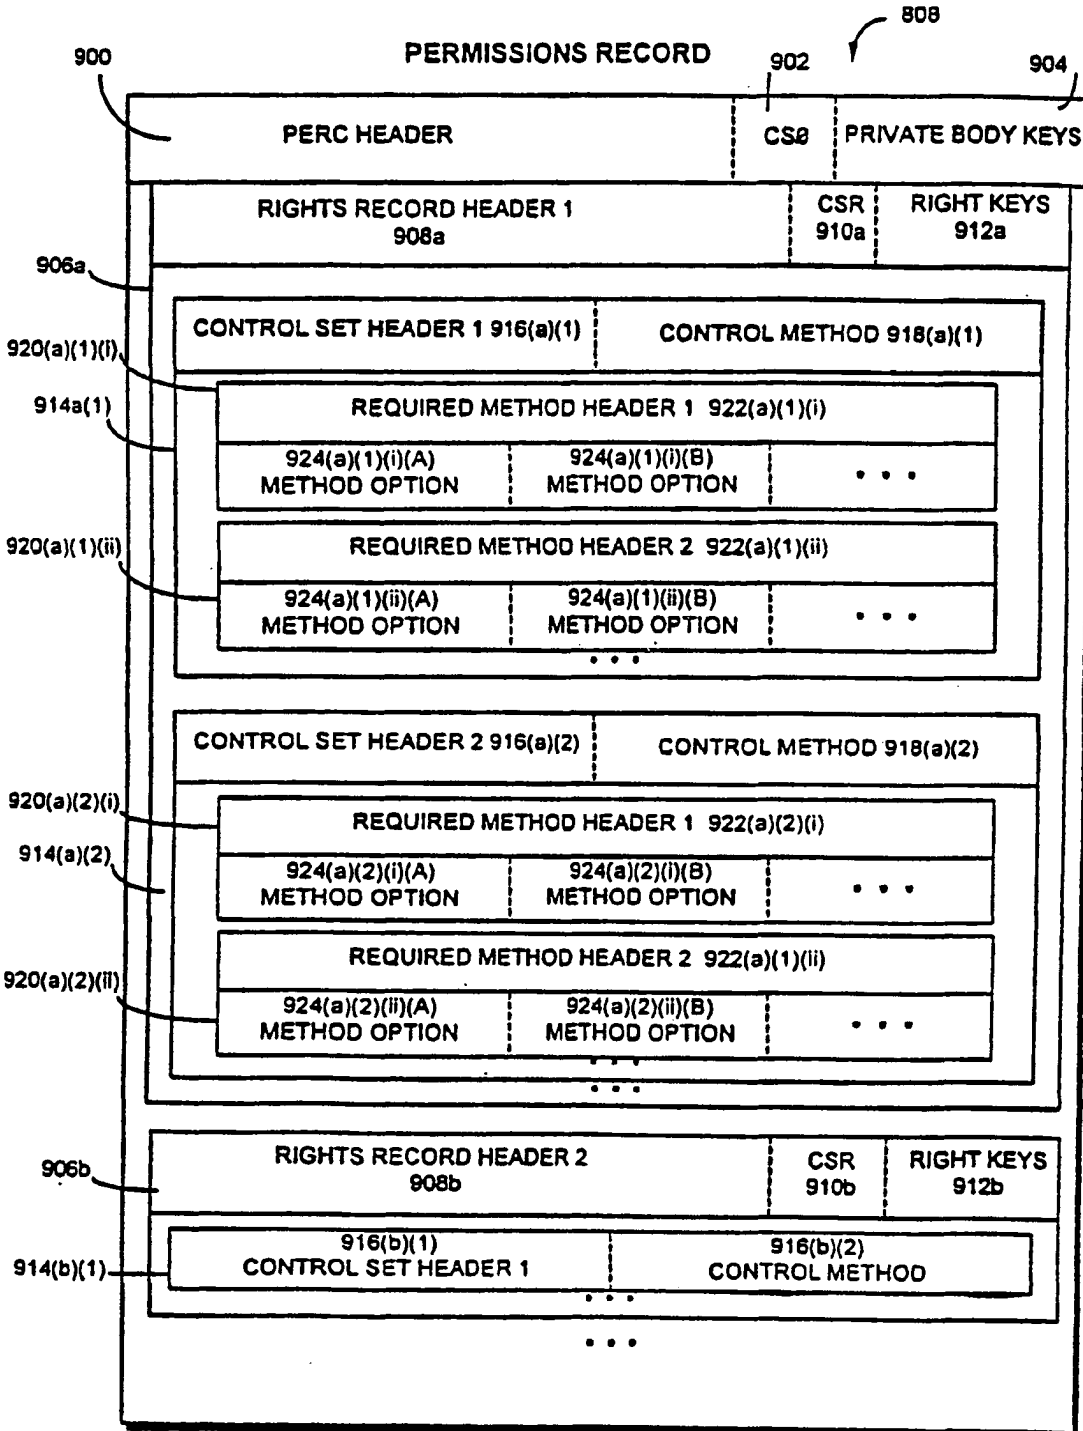 808
PERMISSIONS RECORD
900
902
904
PERC HEADER
CS0
PRIVATE BODY KEYS
RIGHTS RECORD HEADER 1
908a
CSR
910a
RIGHT KEYS
912a
906a
CONTROL SET HEADER 1 916(a)(1)
CONTROL METHOD 918(a)(1)
920(a)(1)(i)
914a(1)
REQUIRED METHOD HEADER 1 922(a)(1)(i)
924(a)(1)(i)(A)
METHOD OPTION
924(a)(1)(i)(B)
METHOD OPTION
• • •
920(a)(1)(ii)
REQUIRED METHOD HEADER 2 922(a)(1)(ii)
924(a)(1)(ii)(A)
METHOD OPTION
924(a)(1)(ii)(B)
METHOD OPTION
• • •
• • •
CONTROL SET HEADER 2 916(a)(2)
CONTROL METHOD 918(a)(2)
920(a)(2)(i)
914(a)(2)
REQUIRED METHOD HEADER 1 922(a)(2)(i)
924(a)(2)(i)(A)
METHOD OPTION
924(a)(2)(i)(B)
METHOD OPTION
• • •
920(a)(2)(ii)
REQUIRED METHOD HEADER 2 922(a)(1)(ii)
924(a)(2)(ii)(A)
METHOD OPTION
924(a)(2)(ii)(B)
METHOD OPTION
• • •
• • •
• • •
906b
RIGHTS RECORD HEADER 2
908b
CSR
910b
RIGHT KEYS
912b
914(b)(1)
916(b)(1)
CONTROL SET HEADER 1
916(b)(2)
CONTROL METHOD
• • •
• • •